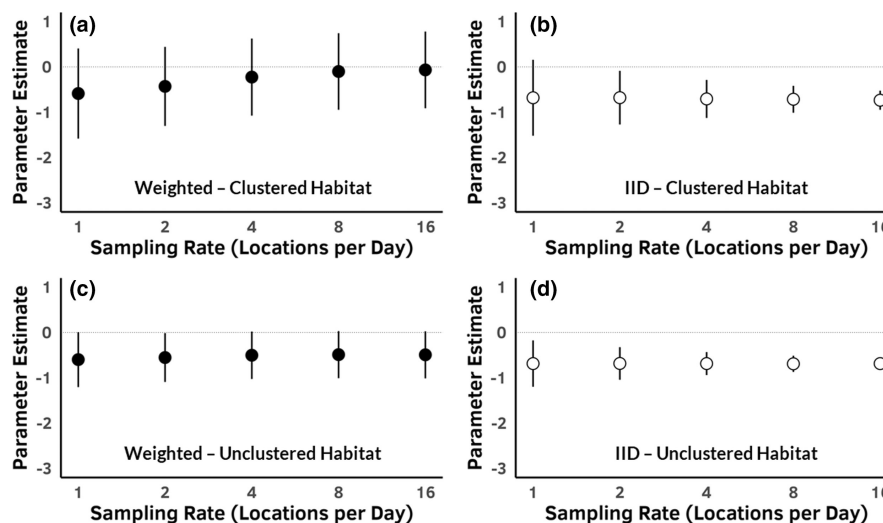 (a)
Parameter Estimate
1
0
-1
-2
-3
Weighted – Clustered Habitat
1 2 4 8 16
Sampling Rate (Locations per Day)
(b)
Parameter Estimate
1
0
-1
-2
-3
IID – Clustered Habitat
1 2 4 8
Sampling Rate (Locations per Day)
(c)
Parameter Estimate
1
0
-1
-2
-3
Weighted – Unclustered Habitat
1 2 4 8 16
Sampling Rate (Locations per Day)
(d)
Parameter Estimate
1
0
-1
-2
-3
IID – Unclustered Habitat
1 2 4 8
Sampling Rate (Locations per Day)